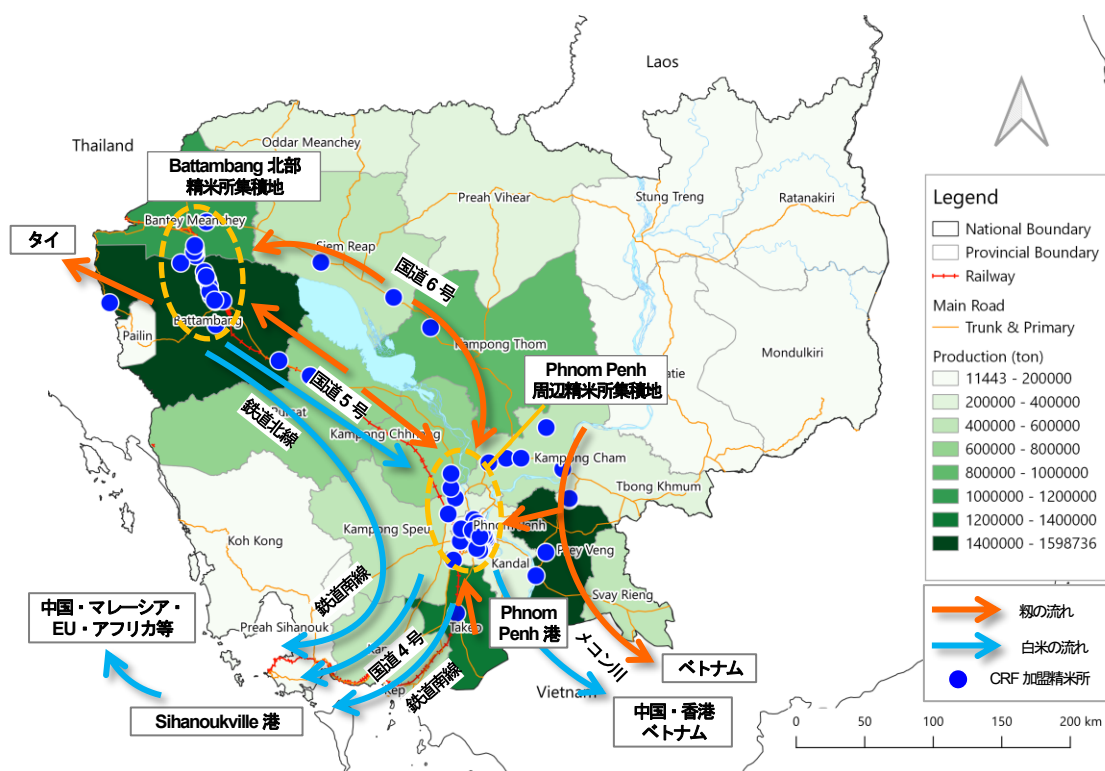 Laos
Thailand
Oddar Meanchey
Battambang 北部
精米所集積地
Preah Vihear
Stung Treng
Ratanakiri
Bantey Meanchey
タイ
Siem Reap
国道6号
Battambang
Pailin
Kampong Thom
Mondulkiri
Phnom Penh
周辺精米所集積地
国道5号
鉄道北線
Kampong Chhnang
Kampong Cham
Tbong Khmum
Kampong Speu
Phnom Penh
Koh Kong
Kandal
Prey Veng
Svay Rieng
鉄道南線
中国・マレーシア・
EU・アフリカ等
Preah Sihanouk
Takeo
Phnom
Penh 港
国道4号
鉄道南線
メコン川
ベトナム
Sihanoukville 港
Vietnam
中国・香港
ベトナム
Legend
National Boundary
Provincial Boundary
Railway
Main Road
Trunk & Primary
Production (ton)
11443 - 200000
200000 - 400000
400000 - 600000
600000 - 800000
800000 - 1000000
1000000 - 1200000
1200000 - 1400000
1400000 - 1598736
籾の流れ
白米の流れ
CRF 加盟精米所
0 50 100 150 200 km